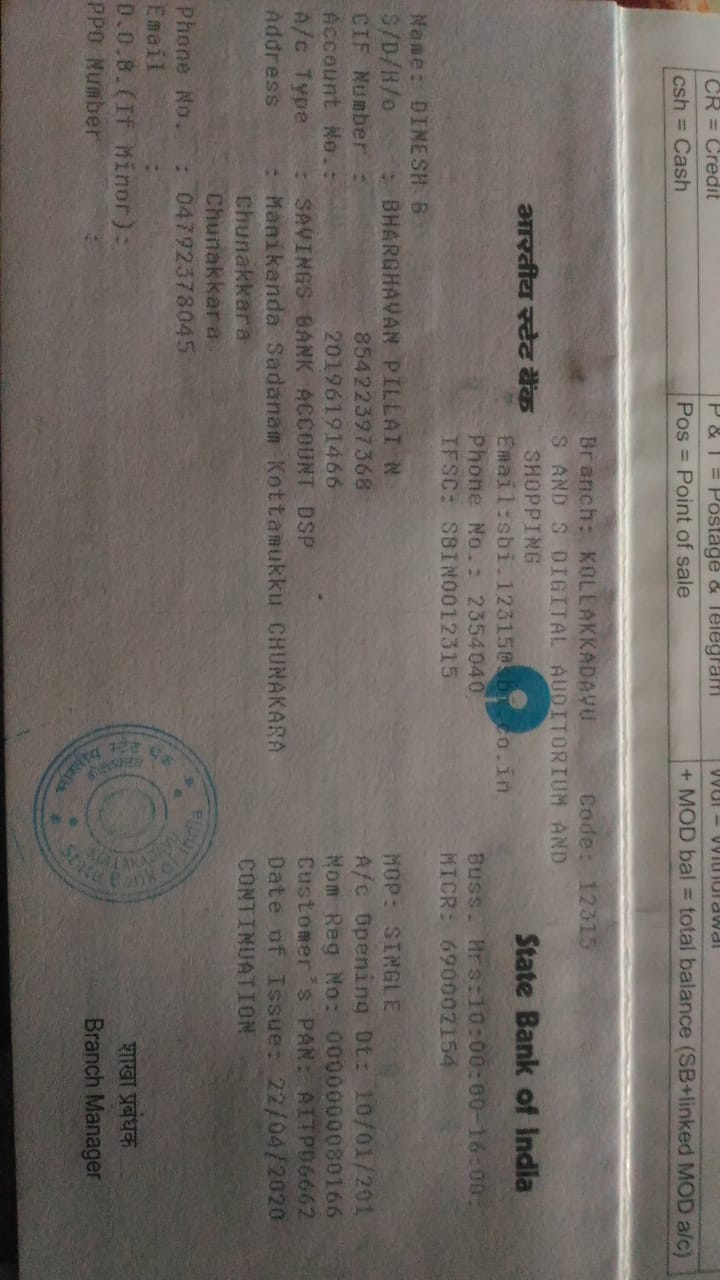 CR = Credit P & T = Postage & Telegram Wdl = Withdrawal
csh = Cash Pos = Point of sale + MOD bal = total balance (SB+linked MOD a/c)
भारतीय स्टेट बैंक
State Bank of India
Branch: KOLLAKKADAVU Code: 12315
S AND S DIGITAL AUDITORIUM AND
SHOPPING
Email:sbi.12315@sbi.co.in Buss. Hrs:10:00:00-16:00:
Phone No.: 2354040 MICR: 690002154
IFSC: SBIN0012315
Name: DINESH B
S/D/H/o : BHARGHAVAN PILLAI N MOP: SINGLE
CIF Number : 85422397368 A/c Opening Dt: 10/01/201
Account No.: 20196191466 Nom Reg No: 0000000080166
A/c Type : SAVINGS BANK ACCOUNT DSP Customer's PAN: AITPD6662
Address : Manikanda Sadanam Kottamukku CHUNAKARA Date of Issue: 22/04/2020
Chunakkara CONTINUATION
Chunakkara
Phone No. : 04792378045
Email :
D.O.B.(If Minor):
PPO Number :
भारतीय स्टेट बैंक
State Bank of India
KOLLAKADAVU
शाखा प्रबंधक
Branch Manager